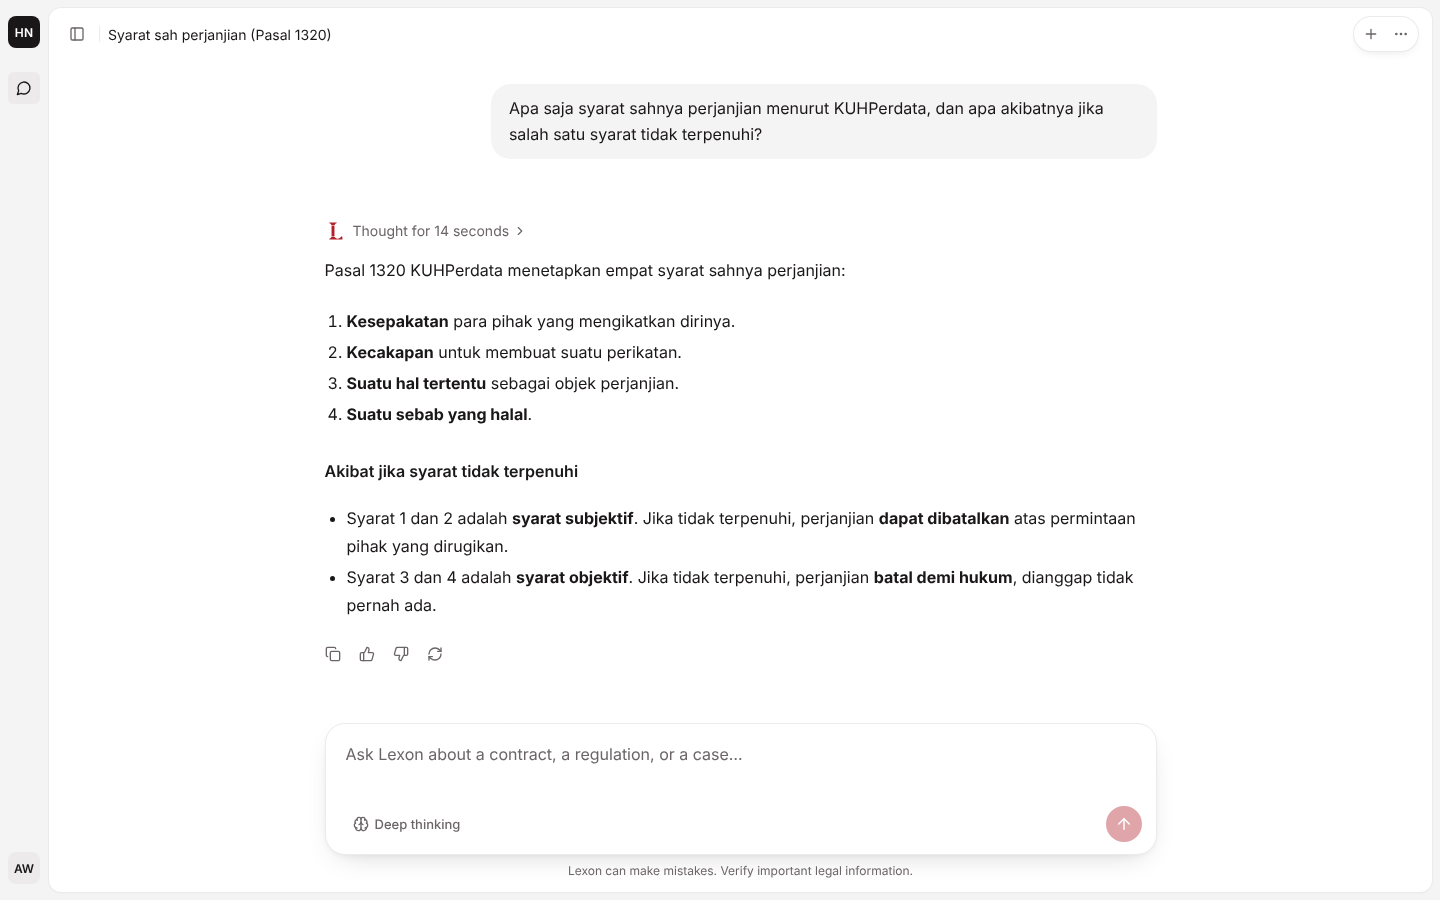 HN
Syarat sah perjanjian (Pasal 1320)
Apa saja syarat sahnya perjanjian menurut KUHPerdata, dan apa akibatnya jika
salah satu syarat tidak terpenuhi?
L
Thought for 14 seconds
Pasal 1320 KUHPerdata menetapkan empat syarat sahnya perjanjian:
1. Kesepakatan para pihak yang mengikatkan dirinya.
2. Kecakapan untuk membuat suatu perikatan.
3. Suatu hal tertentu sebagai objek perjanjian.
4. Suatu sebab yang halal.
Akibat jika syarat tidak terpenuhi
• Syarat 1 dan 2 adalah syarat subjektif. Jika tidak terpenuhi, perjanjian dapat dibatalkan atas permintaan
pihak yang dirugikan.
• Syarat 3 dan 4 adalah syarat objektif. Jika tidak terpenuhi, perjanjian batal demi hukum, dianggap tidak
pernah ada.
Ask Lexon about a contract, a regulation, or a case...
Deep thinking
AW
Lexon can make mistakes. Verify important legal information.